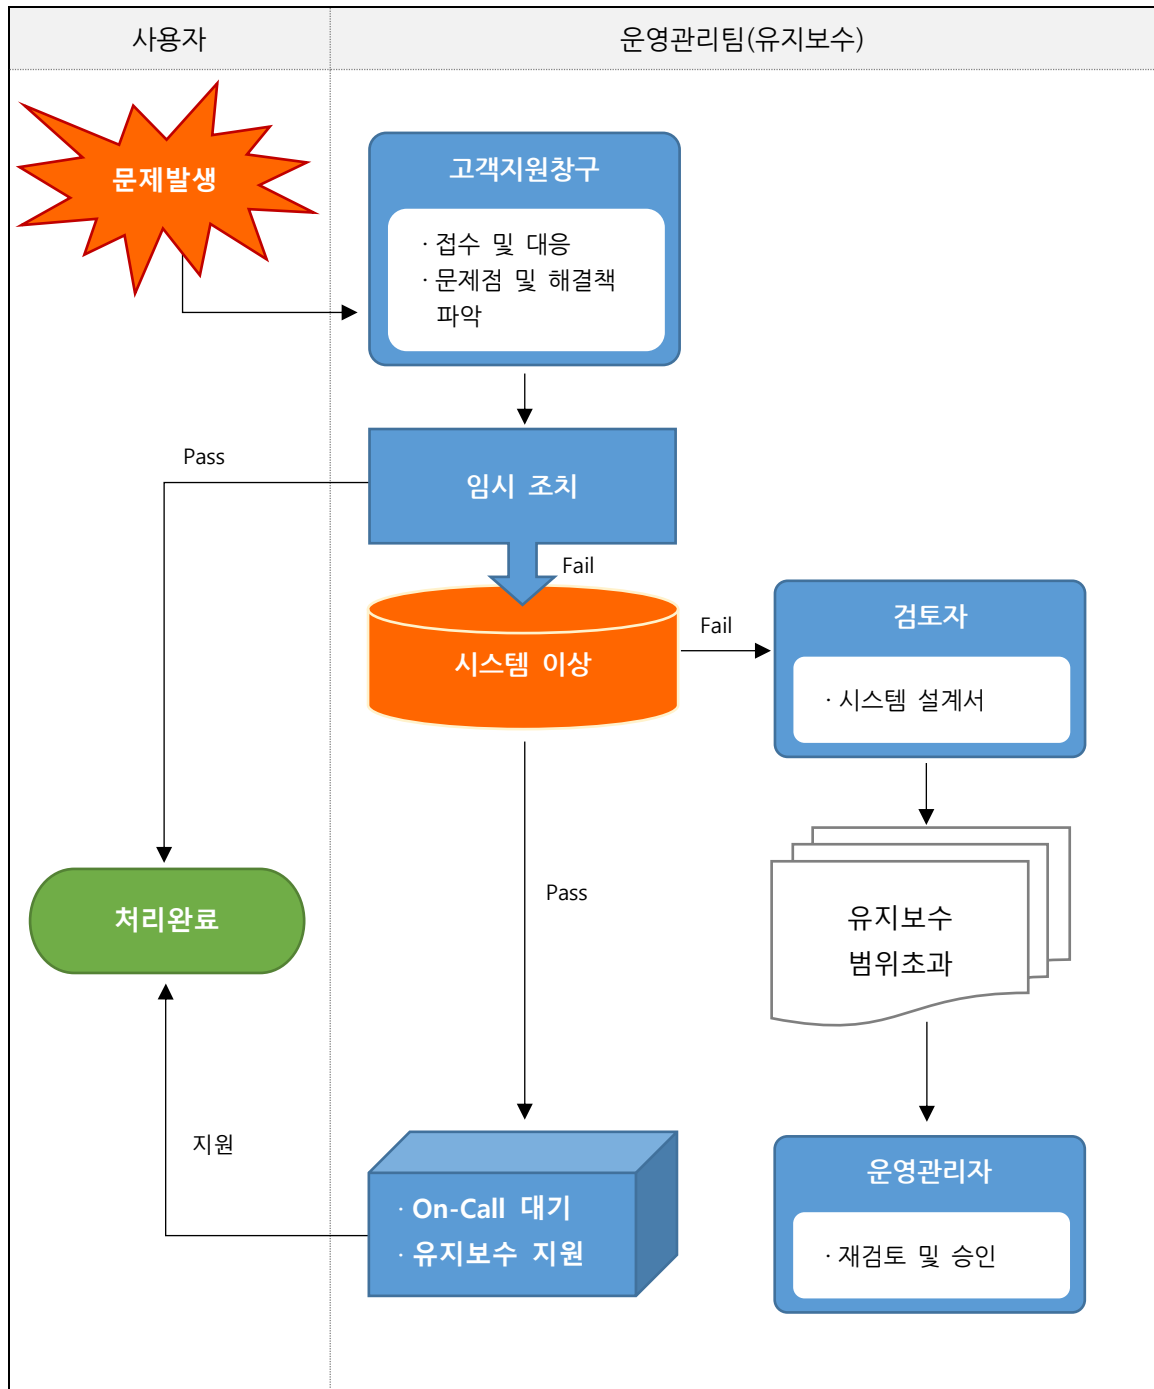 사용자
운영관리팀(유지보수)
문제발생
고객지원창구
· 접수 및 대응
· 문제점 및 해결책
파악
Pass
임시 조치
Fail
시스템 이상
Fail
검토자
· 시스템 설계서
처리완료
Pass
유지보수
범위초과
지원
· On-Call 대기
· 유지보수 지원
운영관리자
· 재검토 및 승인